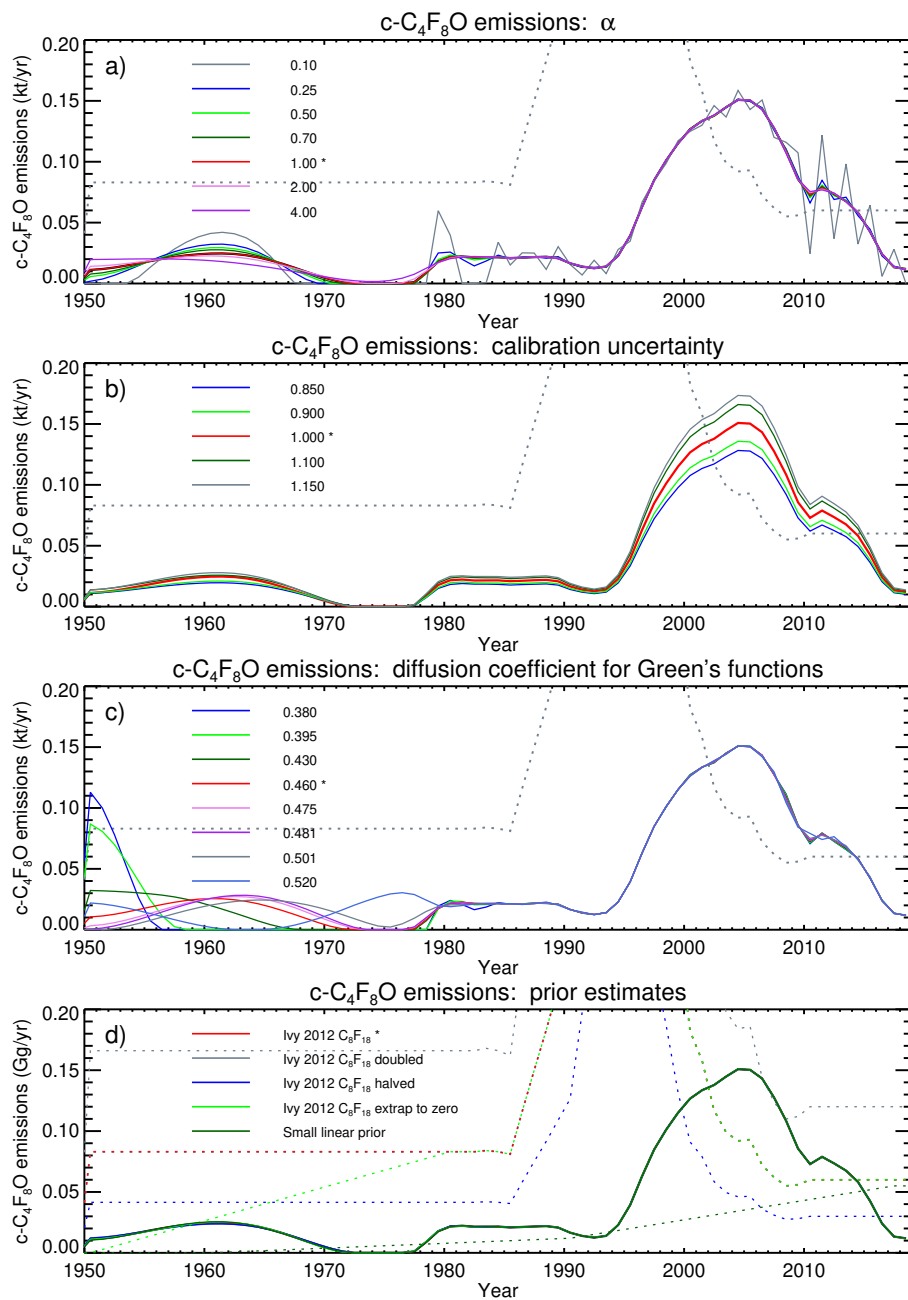 c-C₄F₈O emissions: α
a)
0.20
0.15
0.10
0.05
0.00
c-C₄F₈O emissions (kt/yr)
0.10
0.25
0.50
0.70
1.00 *
2.00
4.00
1950 1960 1970 1980 1990 2000 2010
Year
c-C₄F₈O emissions: calibration uncertainty
b)
0.20
0.15
0.10
0.05
0.00
c-C₄F₈O emissions (kt/yr)
0.850
0.900
1.000 *
1.100
1.150
1950 1960 1970 1980 1990 2000 2010
Year
c-C₄F₈O emissions: diffusion coefficient for Green's functions
c)
0.20
0.15
0.10
0.05
0.00
c-C₄F₈O emissions (kt/yr)
0.380
0.395
0.430
0.460 *
0.475
0.481
0.501
0.520
1950 1960 1970 1980 1990 2000 2010
Year
c-C₄F₈O emissions: prior estimates
d)
0.20
0.15
0.10
0.05
0.00
c-C₄F₈O emissions (Gg/yr)
Ivy 2012 C₈F₁₈ *
Ivy 2012 C₈F₁₈ doubled
Ivy 2012 C₈F₁₈ halved
Ivy 2012 C₈F₁₈ extrap to zero
Small linear prior
1950 1960 1970 1980 1990 2000 2010
Year